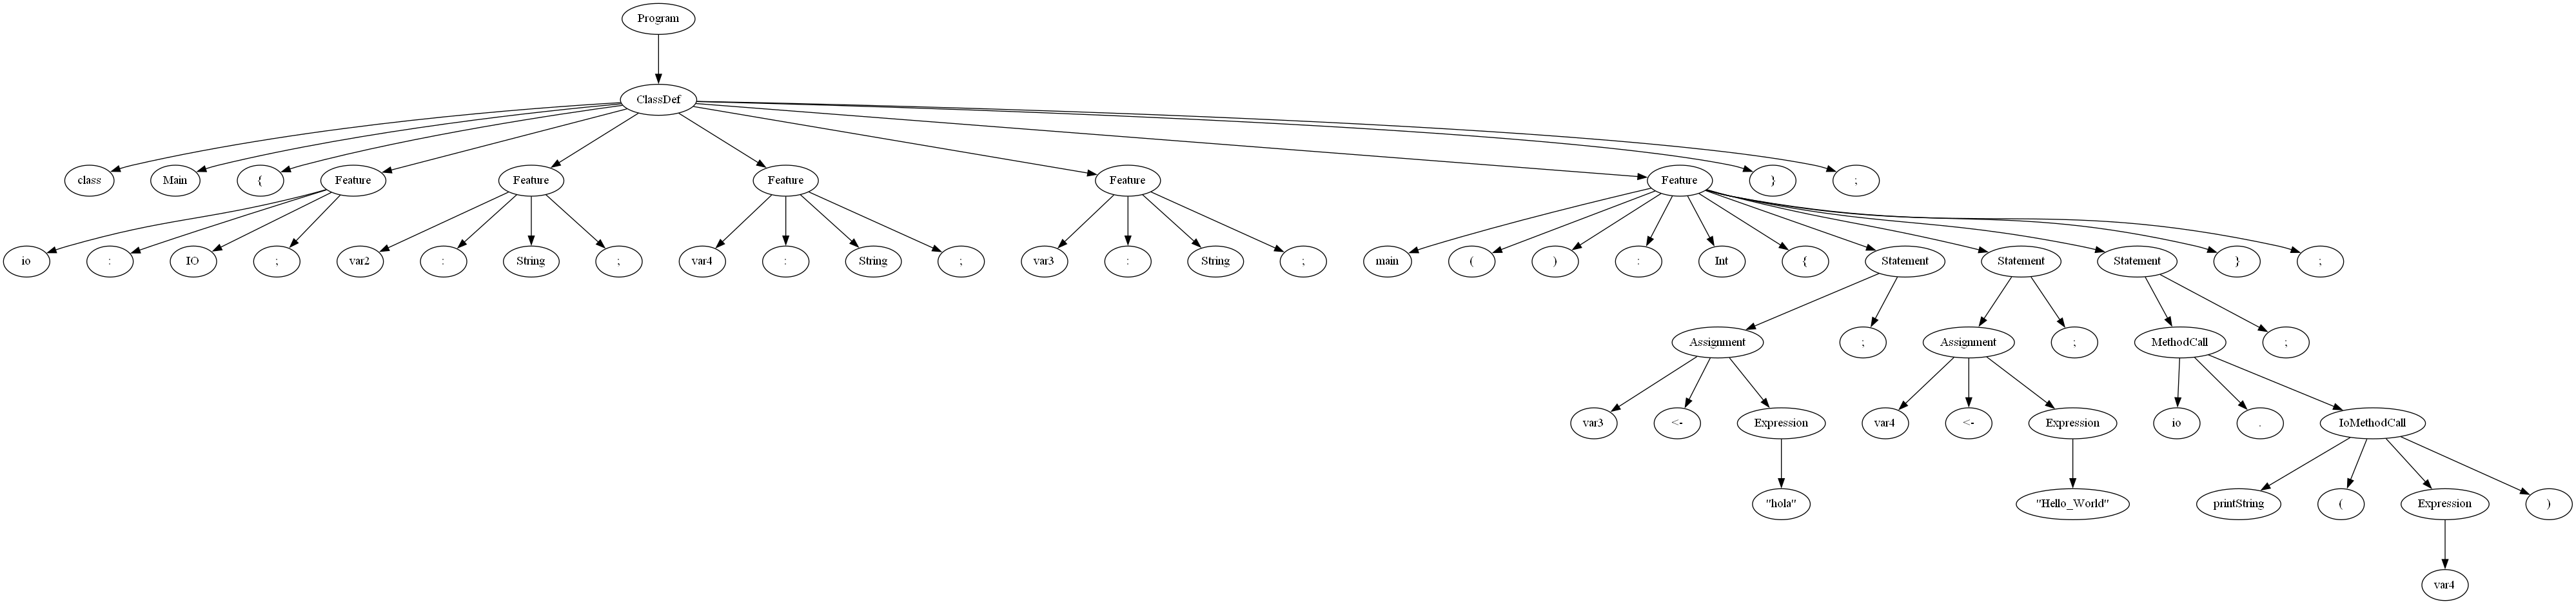 Program
ClassDef
class Main { Feature Feature Feature Feature Feature } ;
io : IO ; var2 : String ; var4 : String ; var3 : String ; main ( ) : Int { Statement Statement Statement } ;
Assignment ; Assignment ; MethodCall ;
var3 <- Expression var4 <- Expression io . IoMethodCall
"hola" "Hello_World" printString ( Expression )
var4